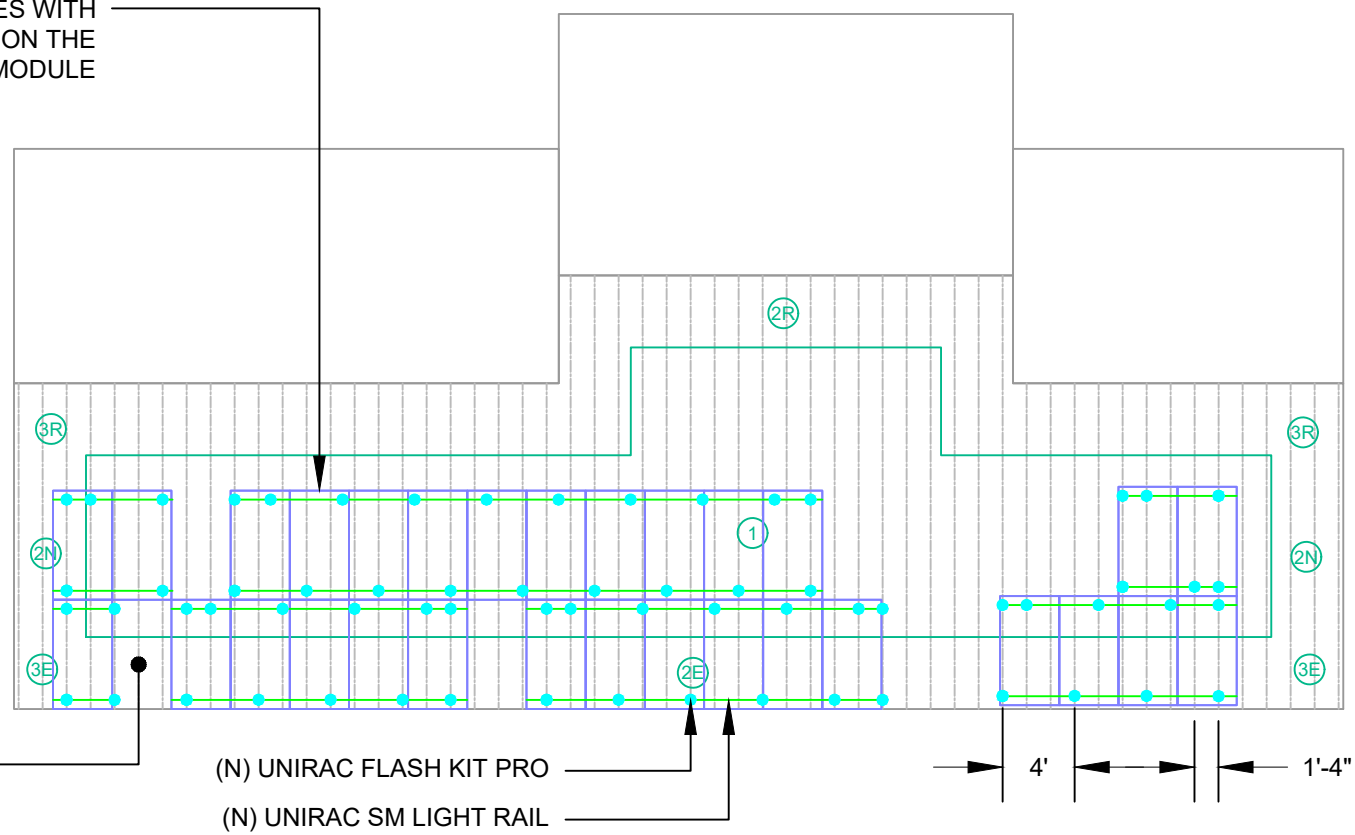 ES WITH
ON THE
MODULE
2R
3R
3R
1
2N
2N
3E
2E
3E
(N) UNIRAC FLASH KIT PRO
4'
1'-4"
(N) UNIRAC SM LIGHT RAIL